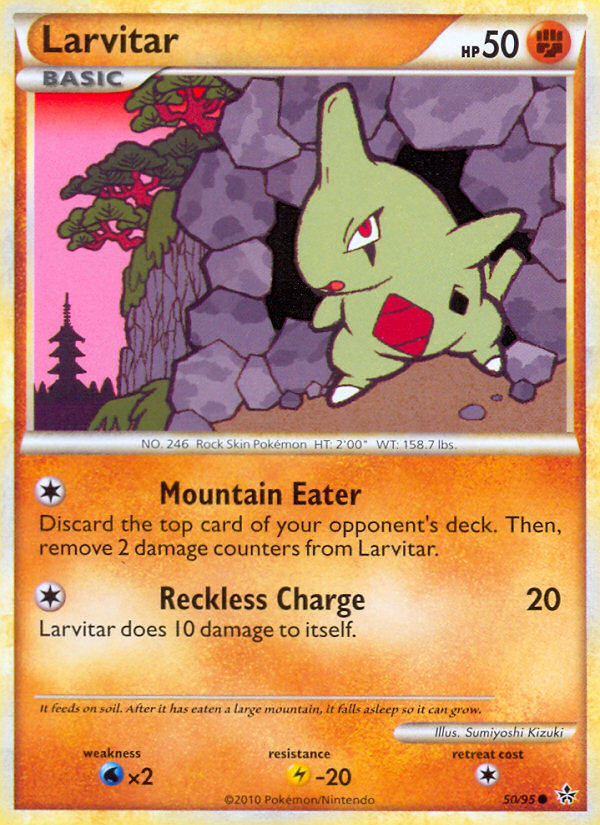 Larvitar
HP 50
BASIC
NO. 246 Rock Skin Pokémon HT: 2'00" WT: 158.7 lbs.
Mountain Eater
Discard the top card of your opponent's deck. Then,
remove 2 damage counters from Larvitar.
Reckless Charge 20
Larvitar does 10 damage to itself.
It feeds on soil. After it has eaten a large mountain, it falls asleep so it can grow.
Illus. Sumiyoshi Kizuki
weakness resistance retreat cost
×2 -20
©2010 Pokémon/Nintendo 50/95